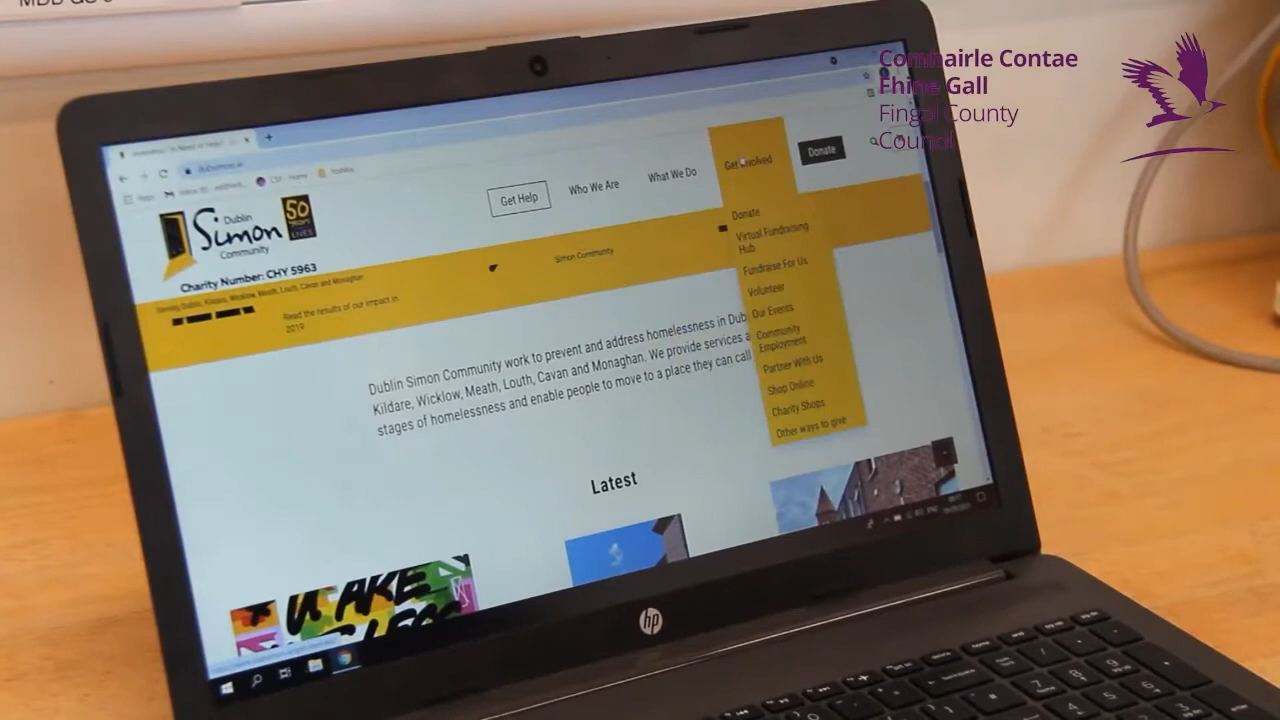 Comhairle Contae
Fhine Gall
Fingal County
Council
dubsimon.ie
Apps
Dublin
Simon
Community
50
LIVES
Charity Number: CHY 5963
Get Help
Who We Are
What We Do
Get Involved
Donate
Serving Dublin, Kildare, Wicklow, Meath, Louth, Cavan and Monaghan
Read the results of our impact in
2019
Simon Community
Donate
Virtual Fundraising
Hub
Fundraise For Us
Volunteer
Our Events
Community
Employment
Partner With Us
Shop Online
Charity Shops
Other ways to give
Dublin Simon Community work to prevent and address homelessness in Dub
Kildare, Wicklow, Meath, Louth, Cavan and Monaghan. We provide services a
stages of homelessness and enable people to move to a place they can call
Latest
hp